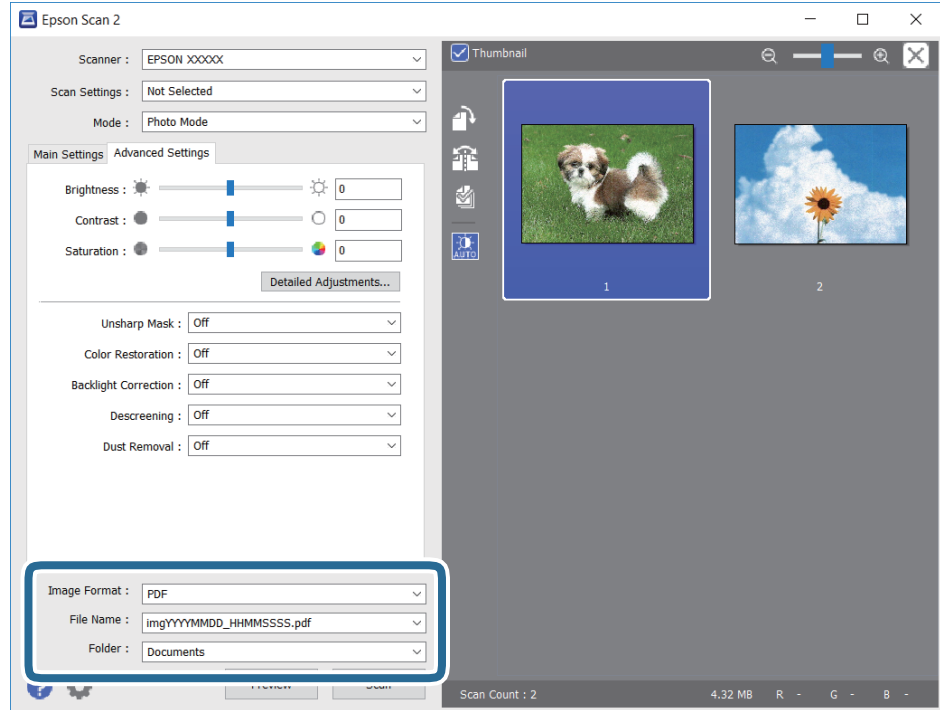 Epson Scan 2
Scanner : EPSON XXXXX
Scan Settings : Not Selected
Mode : Photo Mode
Main Settings Advanced Settings
Brightness : 0
Contrast : 0
Saturation : 0
Detailed Adjustments...
Unsharp Mask : Off
Color Restoration : Off
Backlight Correction : Off
Descreening : Off
Dust Removal : Off
Image Format : PDF
File Name : imgYYYYMMDD_HHMMSSSS.pdf
Folder : Documents
? Preview Scan
Thumbnail
AUTO
1 2
Scan Count : 2 4.32 MB R - G - B -